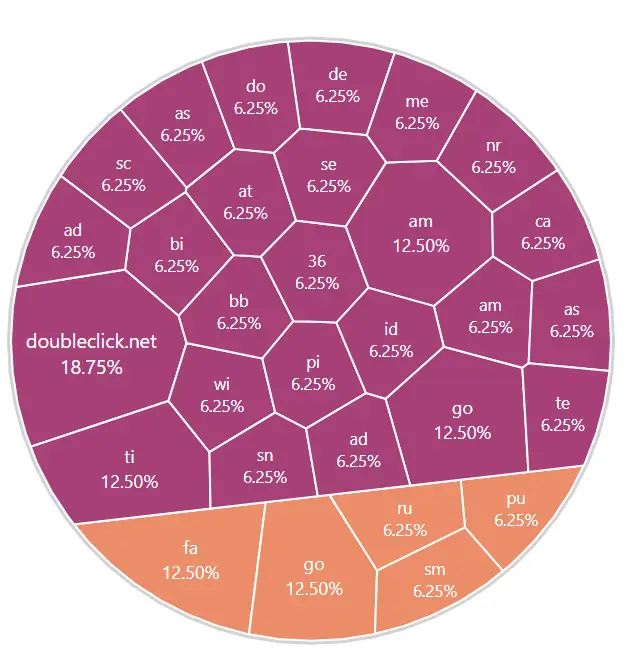 de
6.25%
do
6.25%
me
6.25%
as
6.25%
nr
6.25%
sc
6.25%
se
6.25%
at
6.25%
am
12.50%
ca
6.25%
ad
6.25%
bi
6.25%
36
6.25%
bb
6.25%
am
6.25%
as
6.25%
id
6.25%
doubleclick.net
18.75%
pi
6.25%
wi
6.25%
go
12.50%
te
6.25%
ad
6.25%
sn
6.25%
ti
12.50%
pu
6.25%
ru
6.25%
fa
12.50%
go
12.50%
sm
6.25%